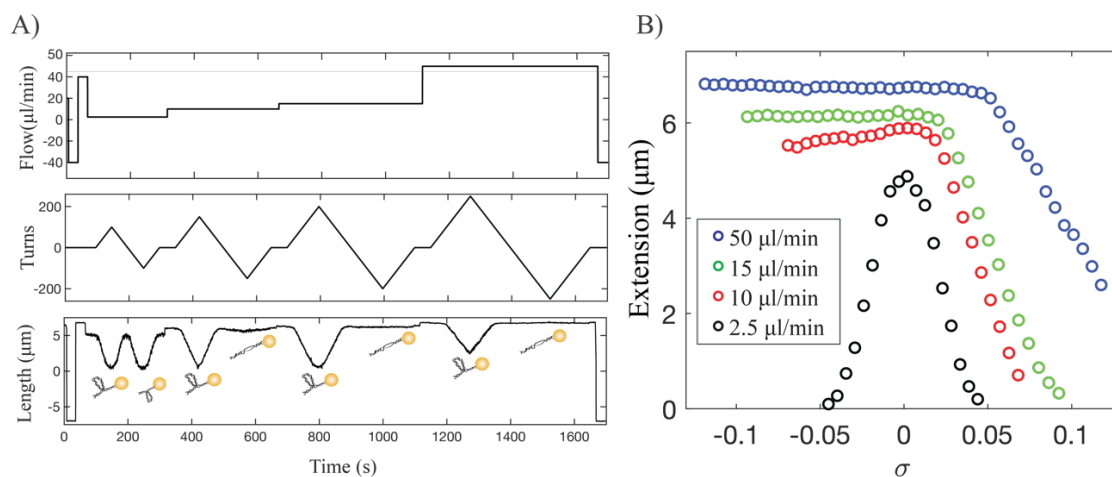 A)
50
40
20
0
-20
-40
Flow(µl/min)
200
0
-200
Turns
5
0
-5
Length (µm)
0 200 400 600 800 1000 1200 1400 1600
Time (s)
B)
6
4
2
0
Extension (µm)
50 µl/min
15 µl/min
10 µl/min
2.5 µl/min
-0.1 -0.05 0 0.05 0.1
σ